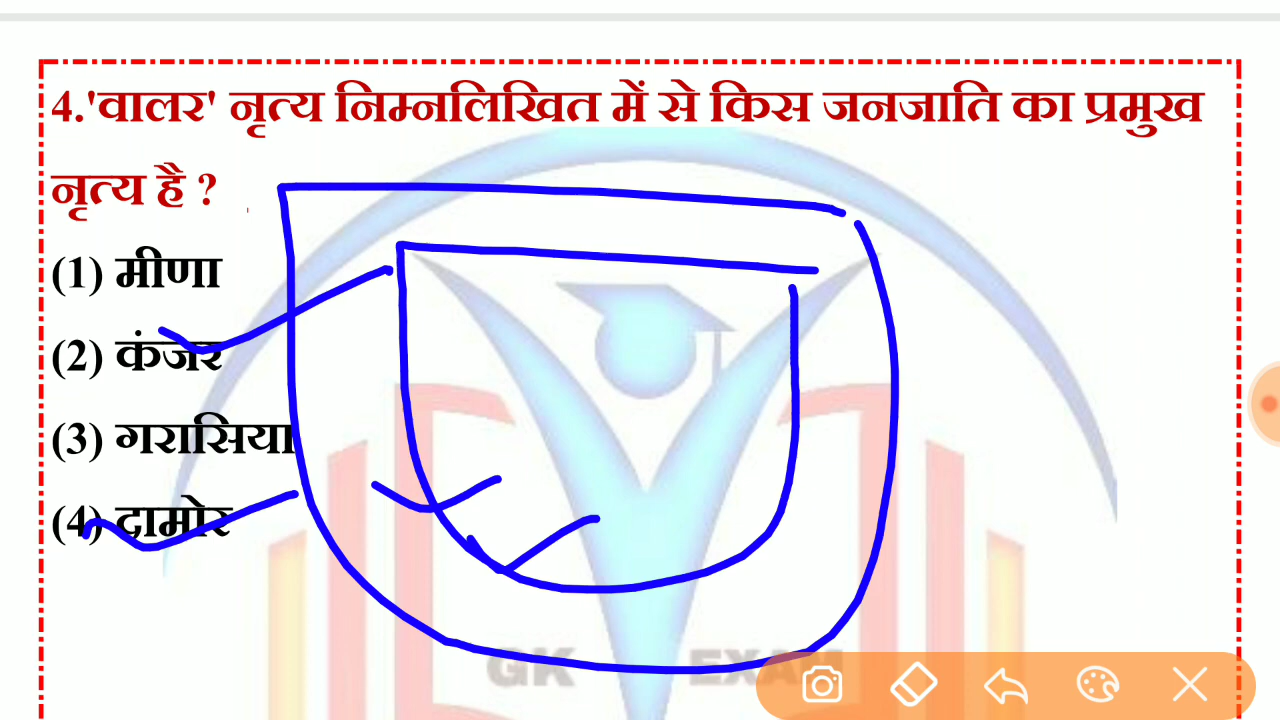 4.'वालर' नृत्य निम्नलिखित में से किस जनजाति का प्रमुख
नृत्य है ?
(1) मीणा
(2) कंजर
(3) गरासिया
(4) दामोर
GK EXAM